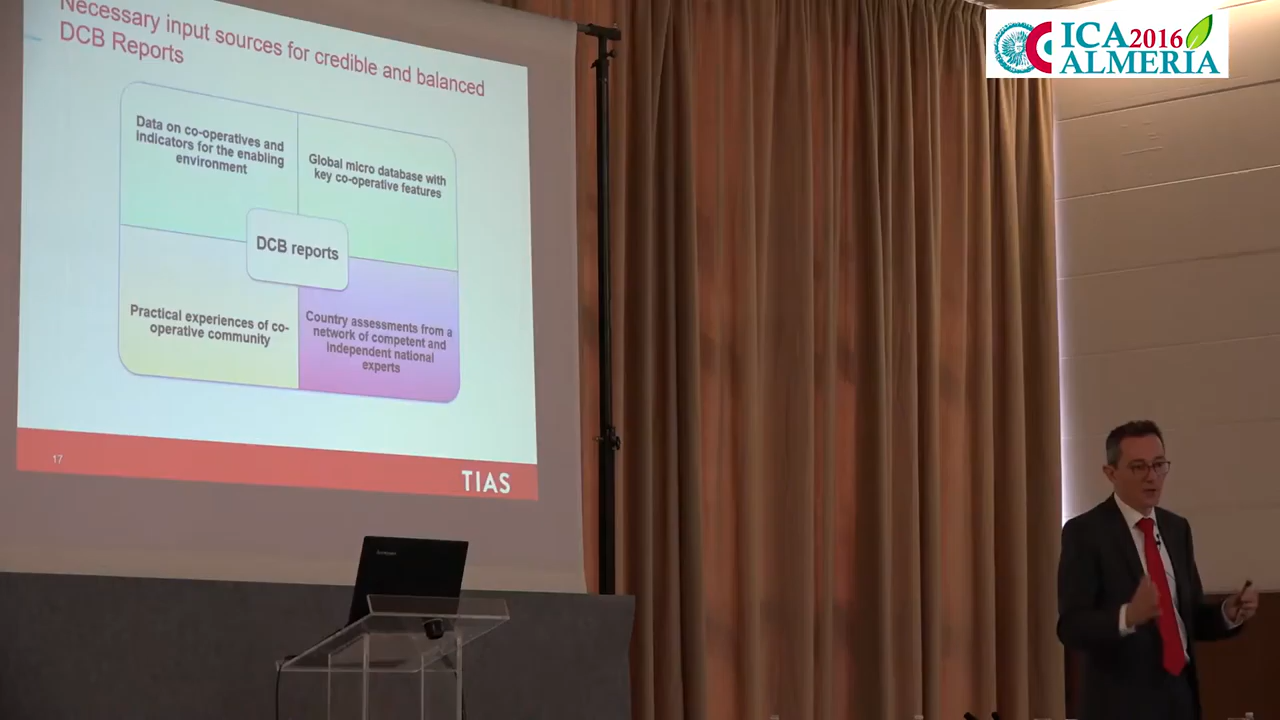 Necessary input sources for credible and balanced
DCB Reports
Data on co-operatives and
indicators for the enabling
environment
Global micro database with
key co-operative features
DCB reports
Practical experiences of co-
operative community
Country assessments from a
network of competent and
independent national
experts
17
TIAS
ICA 2016
ALMERIA